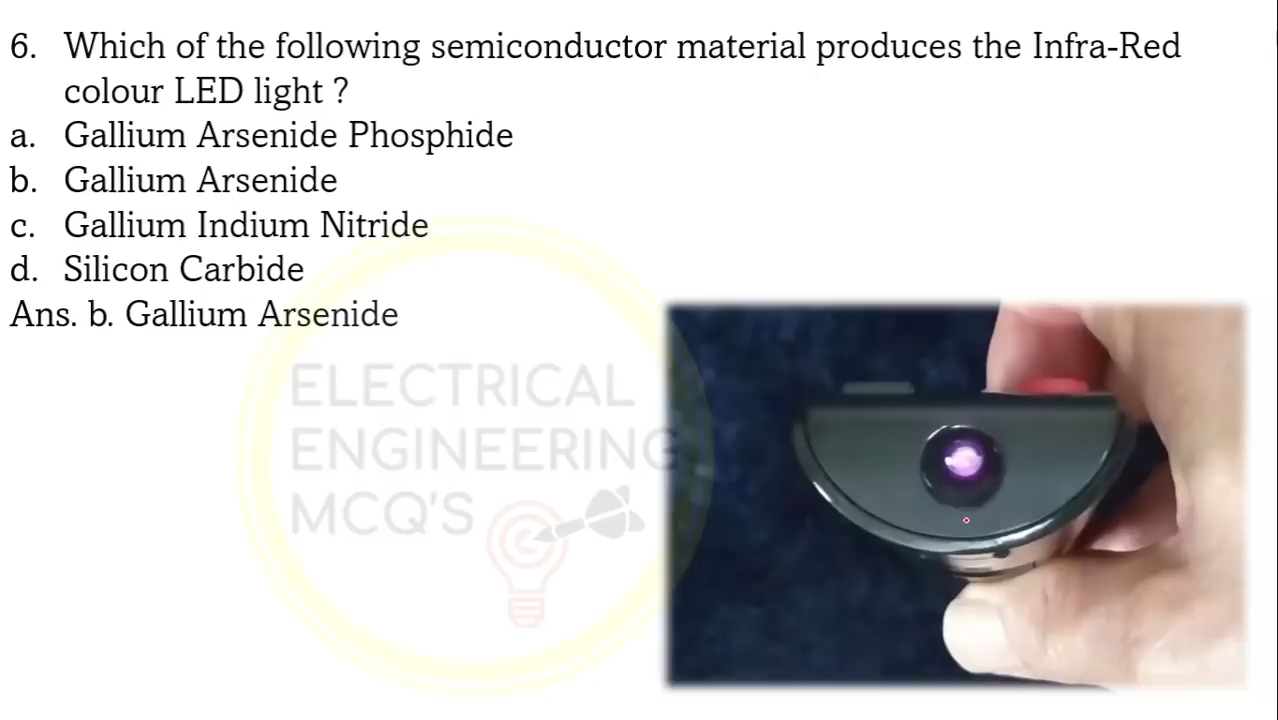 6. Which of the following semiconductor material produces the Infra-Red
colour LED light ?
a. Gallium Arsenide Phosphide
b. Gallium Arsenide
c. Gallium Indium Nitride
d. Silicon Carbide
Ans. b. Gallium Arsenide
ELECTRICAL
ENGINEERING
MCQ'S